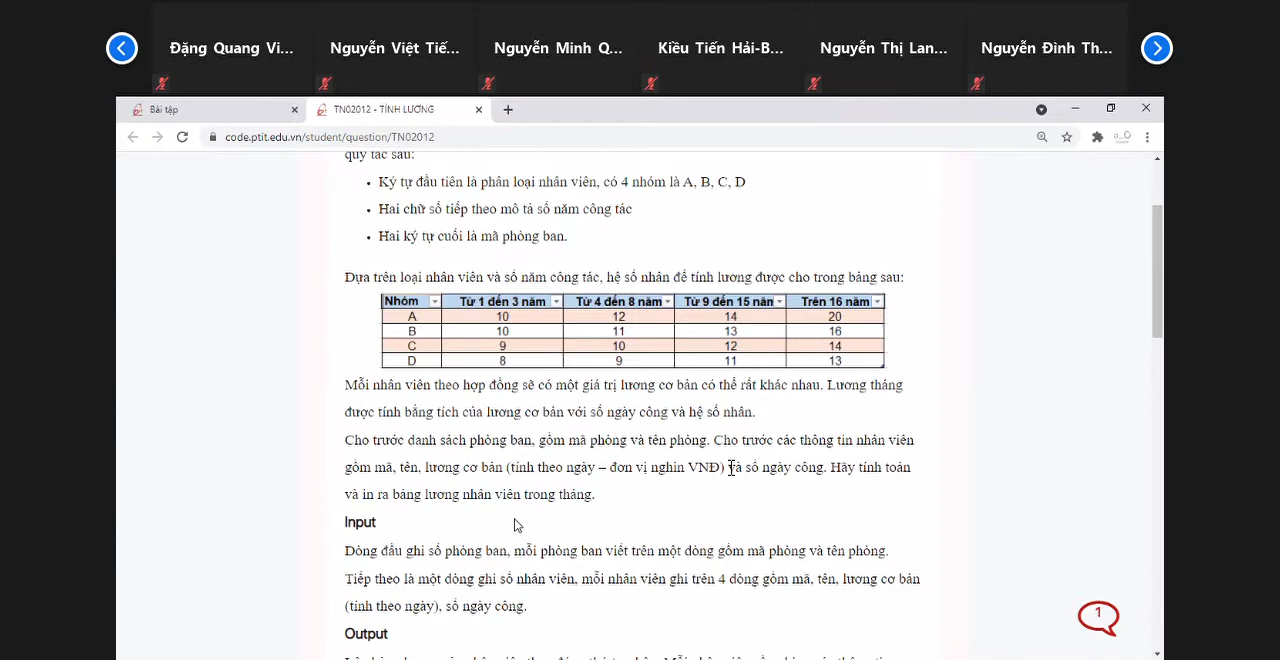 Đặng Quang Vi... Nguyễn Việt Tiế... Nguyễn Minh Q... Kiều Tiến Hải-B... Nguyễn Thị Lan... Nguyễn Đình Th...
Bài tập TN02012 - TÍNH LƯƠNG
code.ptit.edu.vn/student/question/TN02012
quy tắc sau:
• Ký tự đầu tiên là phân loại nhân viên, có 4 nhóm là A, B, C, D
• Hai chữ số tiếp theo mô tả số năm công tác
• Hai ký tự cuối là mã phòng ban.
Dựa trên loại nhân viên và số năm công tác, hệ số nhân để tính lương được cho trong bảng sau:
Nhóm Từ 1 đến 3 năm Từ 4 đến 8 năm Từ 9 đến 15 năm Trên 16 năm
A 10 12 14 20
B 10 11 13 16
C 9 10 12 14
D 8 9 11 13
Mỗi nhân viên theo hợp đồng sẽ có một giá trị lương cơ bản có thể rất khác nhau. Lương tháng
được tính bằng tích của lương cơ bản với số ngày công và hệ số nhân.
Cho trước danh sách phòng ban, gồm mã phòng và tên phòng. Cho trước các thông tin nhân viên
gồm mã, tên, lương cơ bản (tính theo ngày – đơn vị nghìn VNĐ) và số ngày công. Hãy tính toán
và in ra bảng lương nhân viên trong tháng.
Input
Dòng đầu ghi số phòng ban, mỗi phòng ban viết trên một dòng gồm mã phòng và tên phòng.
Tiếp theo là một dòng ghi số nhân viên, mỗi nhân viên ghi trên 4 dòng gồm mã, tên, lương cơ bản
(tính theo ngày), số ngày công.
1
Output